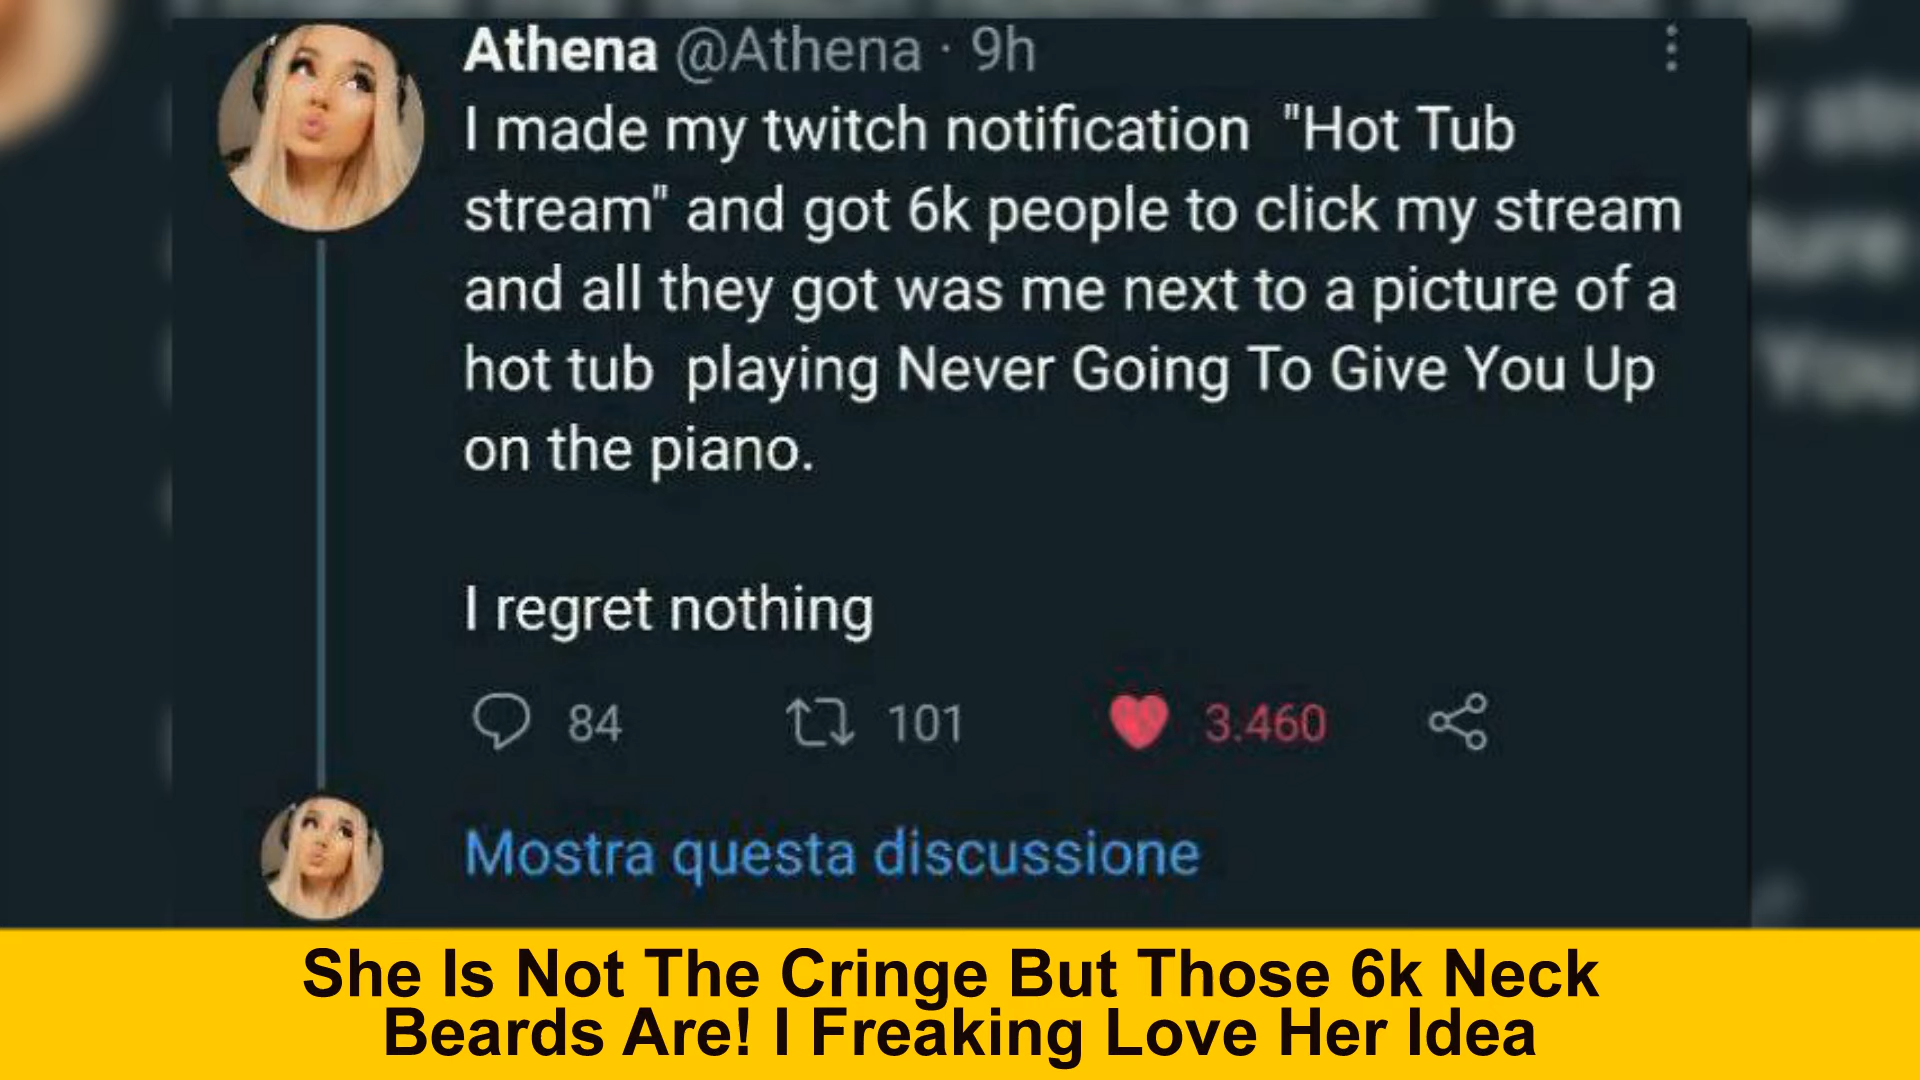 Athena @Athena · 9h
I made my twitch notification "Hot Tub
stream" and got 6k people to click my stream
and all they got was me next to a picture of a
hot tub playing Never Going To Give You Up
on the piano.
I regret nothing
84 101 3.460
Mostra questa discussione
She Is Not The Cringe But Those 6k Neck
Beards Are! I Freaking Love Her Idea